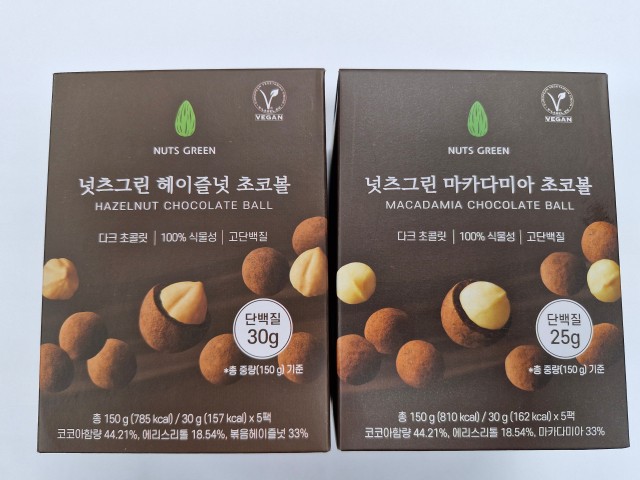 VEGAN
NUTS GREEN
넛츠그린 헤이즐넛 초코볼
HAZELNUT CHOCOLATE BALL
다크 초콜릿 | 100% 식물성 | 고단백질
단백질
30g
*총 중량(150 g) 기준
총 150 g (785 kcal) / 30 g (157 kcal) x 5팩
코코아함량 44.21%, 에리스리톨 18.54%, 볶음헤이즐넛 33%
VEGAN
NUTS GREEN
넛츠그린 마카다미아 초코볼
MACADAMIA CHOCOLATE BALL
다크 초콜릿 | 100% 식물성 | 고단백질
단백질
25g
*총 중량(150 g) 기준
총 150 g (810 kcal) / 30 g (162 kcal) x 5팩
코코아함량 44.21%, 에리스리톨 18.54%, 마카다미아 33%